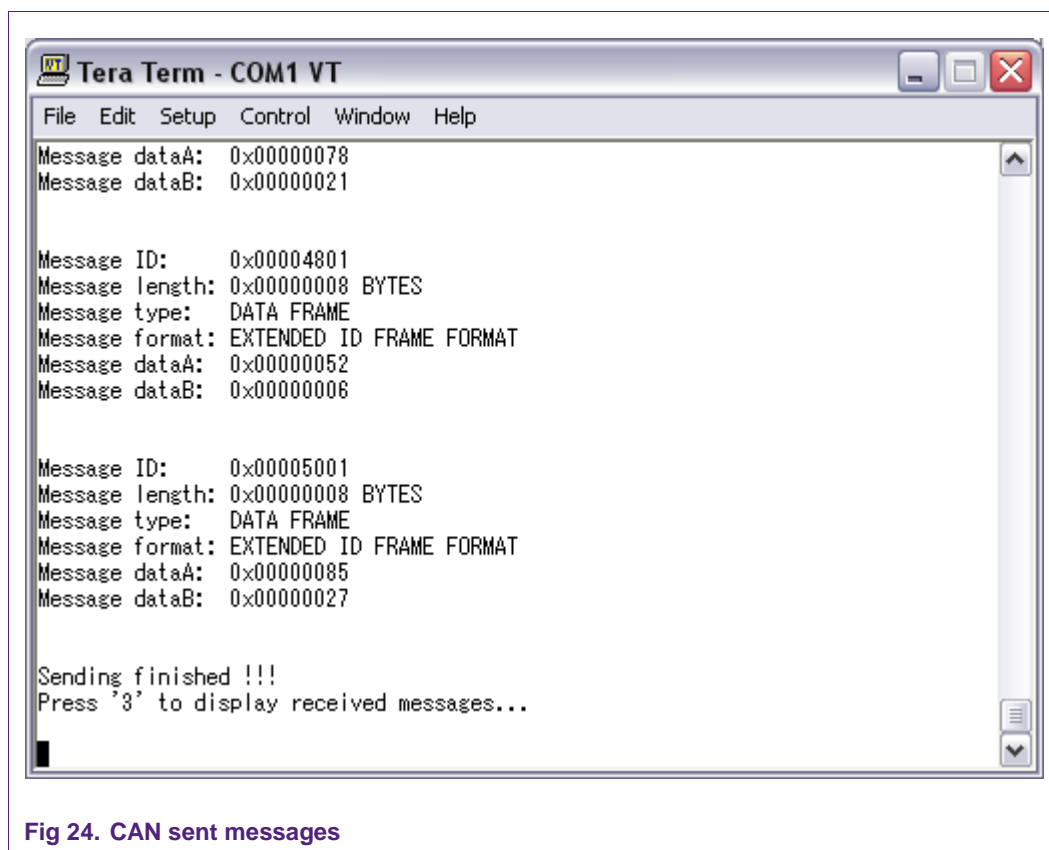 Tera Term - COM1 VT
File Edit Setup Control Window Help
Message dataA: 0x00000078
Message dataB: 0x00000021
Message ID: 0x00004801
Message length: 0x00000008 BYTES
Message type: DATA FRAME
Message format: EXTENDED ID FRAME FORMAT
Message dataA: 0x00000052
Message dataB: 0x00000006
Message ID: 0x00005001
Message length: 0x00000008 BYTES
Message type: DATA FRAME
Message format: EXTENDED ID FRAME FORMAT
Message dataA: 0x00000085
Message dataB: 0x00000027
Sending finished !!!
Press '3' to display received messages...
Fig 24. CAN sent messages